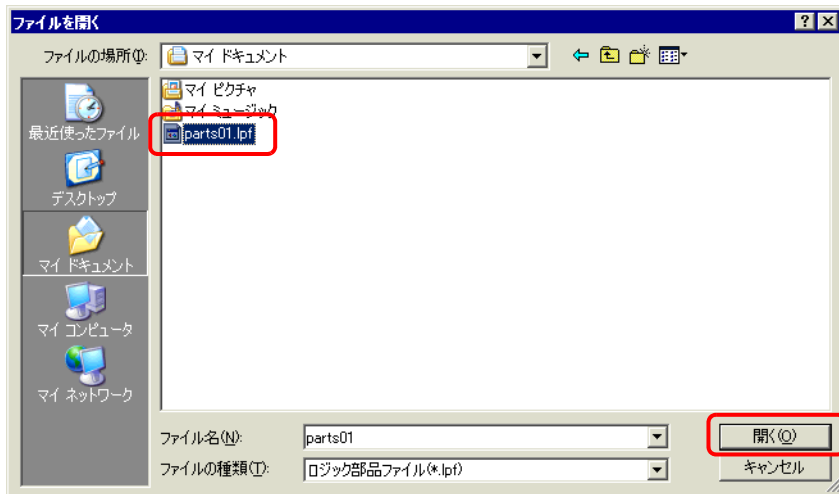 ファイルを開く
ファイルの場所(I):
マイ ドキュメント
最近使ったファイル
デスクトップ
マイ ドキュメント
マイ コンピュータ
マイ ネットワーク
マイ ピクチャ
マイ ミュージック
parts01.lpf
ファイル名(N):
parts01
開く(O)
ファイルの種類(T):
ロジック部品ファイル(*.lpf)
キャンセル